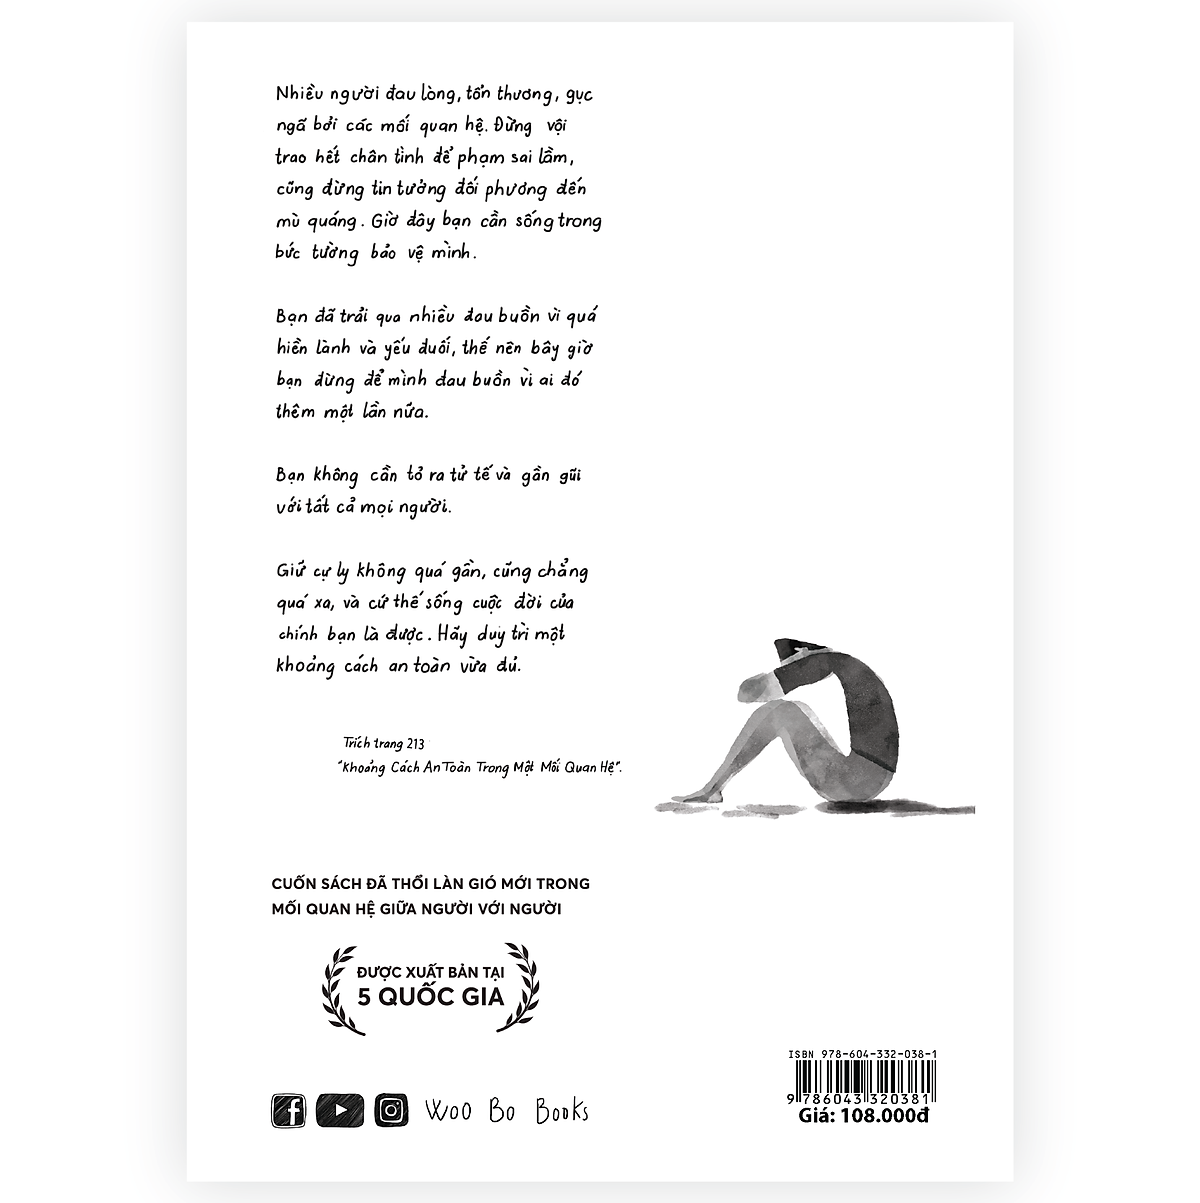 Nhiều người đau lòng, tổn thương, gục
ngã bởi các mối quan hệ. Đừng vội
trao hết chân tình để phạm sai lầm,
cũng đừng tin tưởng đối phương đến
mù quáng. Giờ đây bạn cần sống trong
bức tường bảo vệ mình.
Bạn đã trải qua nhiều đau buồn vì quá
hiền lành và yếu đuối, thế nên bây giờ
bạn đừng để mình đau buồn vì ai đó
thêm một lần nữa.
Bạn không cần tỏ ra tử tế và gần gũi
với tất cả mọi người.
Giữ cự ly không quá gần, cũng chẳng
quá xa, và cứ thế sống cuộc đời của
chính bạn là được. Hãy duy trì một
khoảng cách an toàn vừa đủ.
Trích trang 213
"Khoảng Cách An Toàn Trong Một Mối Quan Hệ".
CUỐN SÁCH ĐÃ THỔI LÀN GIÓ MỚI TRONG
MỐI QUAN HỆ GIỮA NGƯỜI VỚI NGƯỜI
ĐƯỢC XUẤT BẢN TẠI
5 QUỐC GIA
Woo Bo Books
ISBN 978-604-332-038-1
9 786043 320381
Giá: 108.000đ